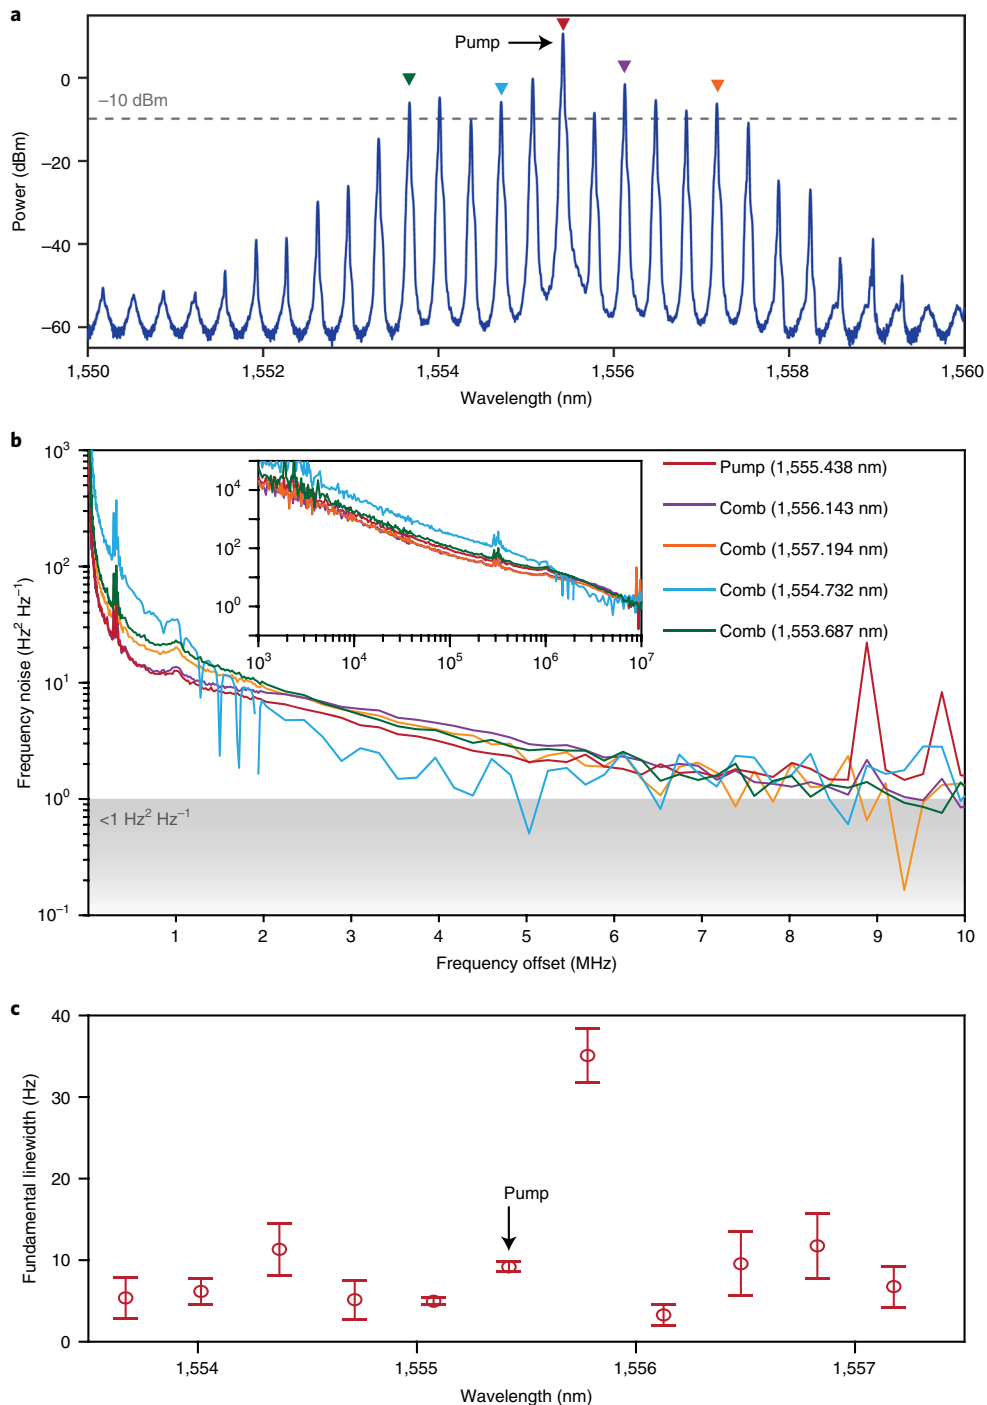 a
Pump
−10 dBm
0
−20
−40
−60
Power (dBm)
1,550
1,552
1,554
1,556
1,558
1,560
Wavelength (nm)
b
10³
10²
10¹
10⁰
10⁻¹
Frequency noise (Hz² Hz⁻¹)
10⁴
10²
10⁰
10³
10⁴
10⁵
10⁶
10⁷
Pump (1,555.438 nm)
Comb (1,556.143 nm)
Comb (1,557.194 nm)
Comb (1,554.732 nm)
Comb (1,553.687 nm)
<1 Hz² Hz⁻¹
1
2
3
4
5
6
7
8
9
10
Frequency offset (MHz)
c
40
30
20
10
0
Fundamental linewidth (Hz)
Pump
1,554
1,555
1,556
1,557
Wavelength (nm)